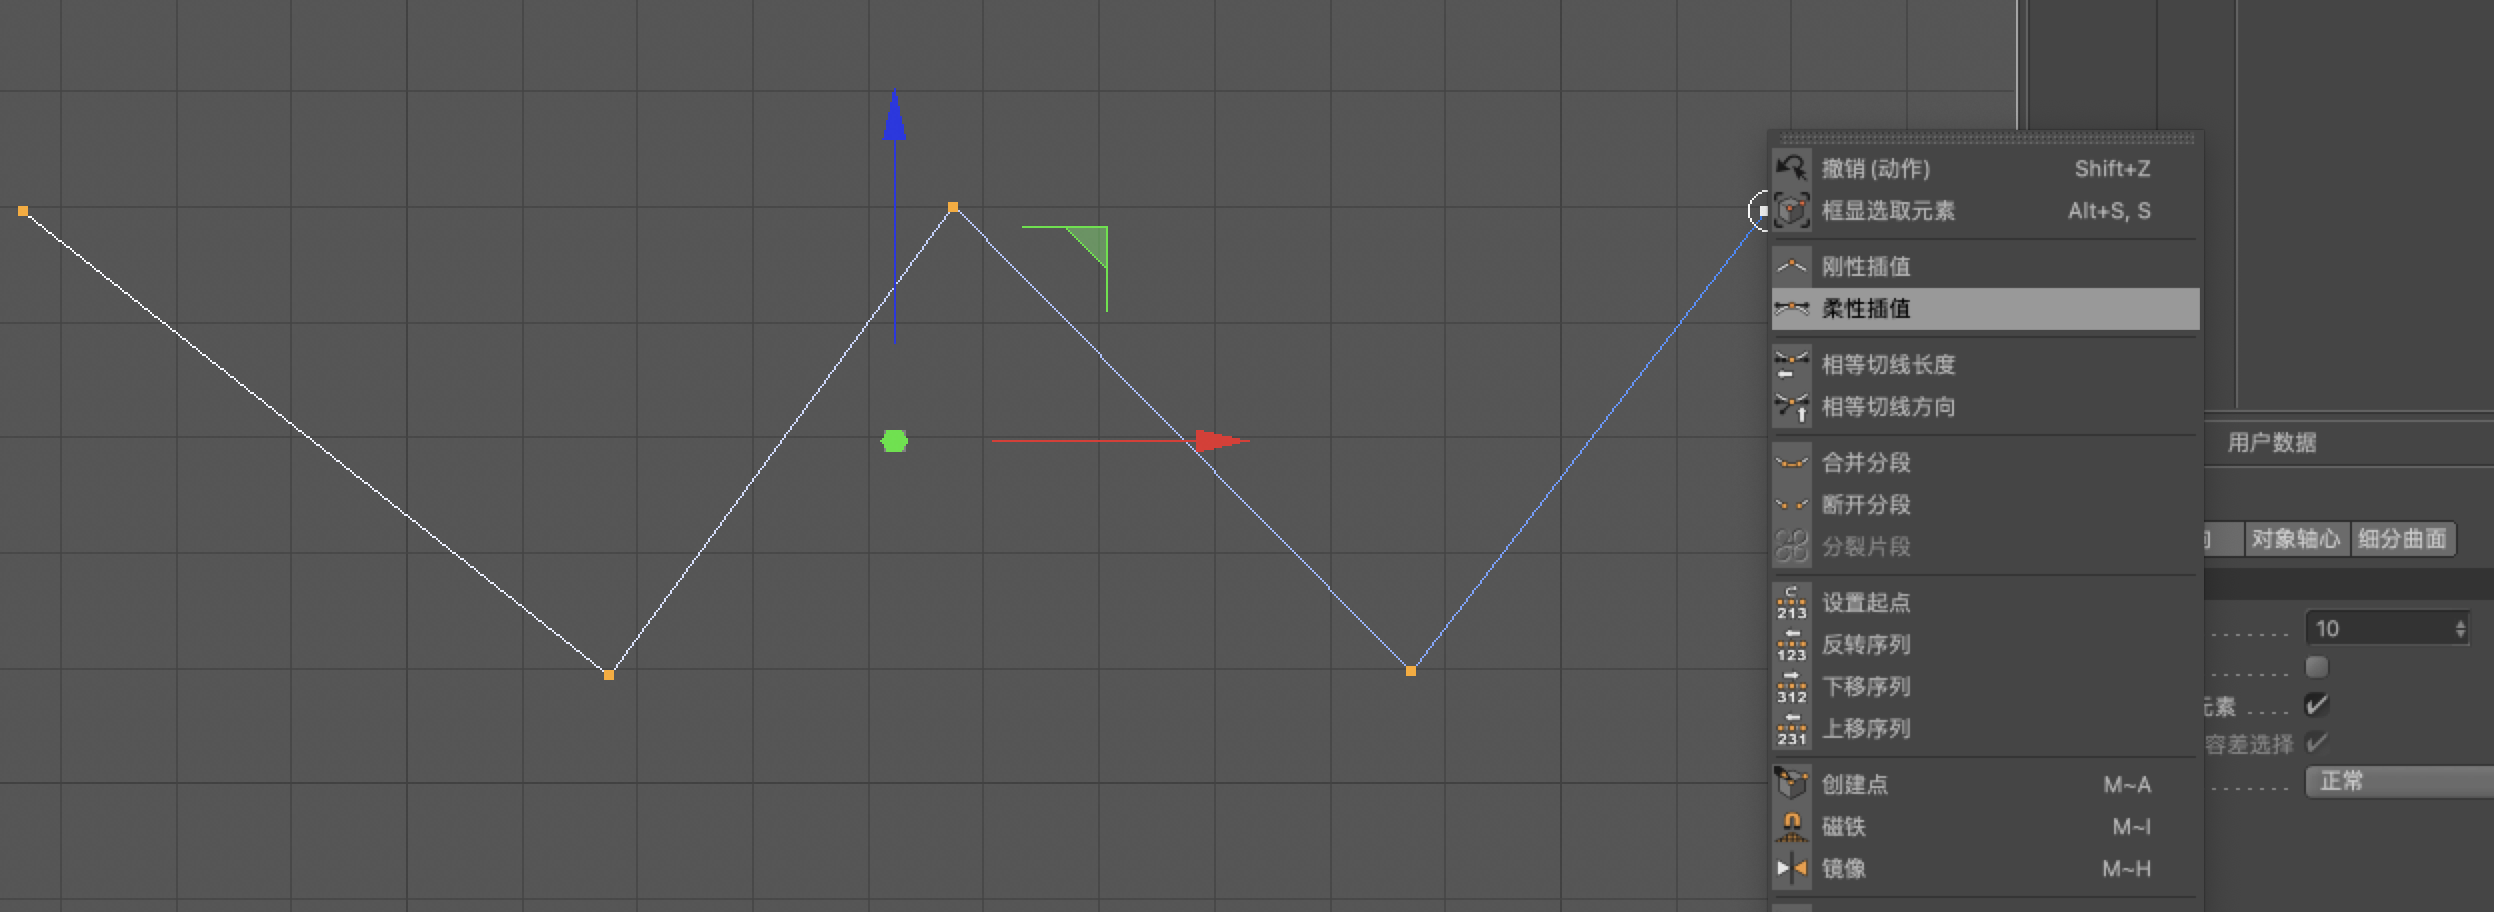 撤销 (动作) Shift+Z
框显选取元素 Alt+S, S
刚性插值
柔性插值
相等切线长度
相等切线方向
合并分段
断开分段
分裂片段
设置起点
213
反转序列
123
下移序列
312
上移序列
231
创建点 M~A
磁铁 M~I
镜像 M~H
用户数据
对象轴心 细分曲面
10
素
容差选择
正常